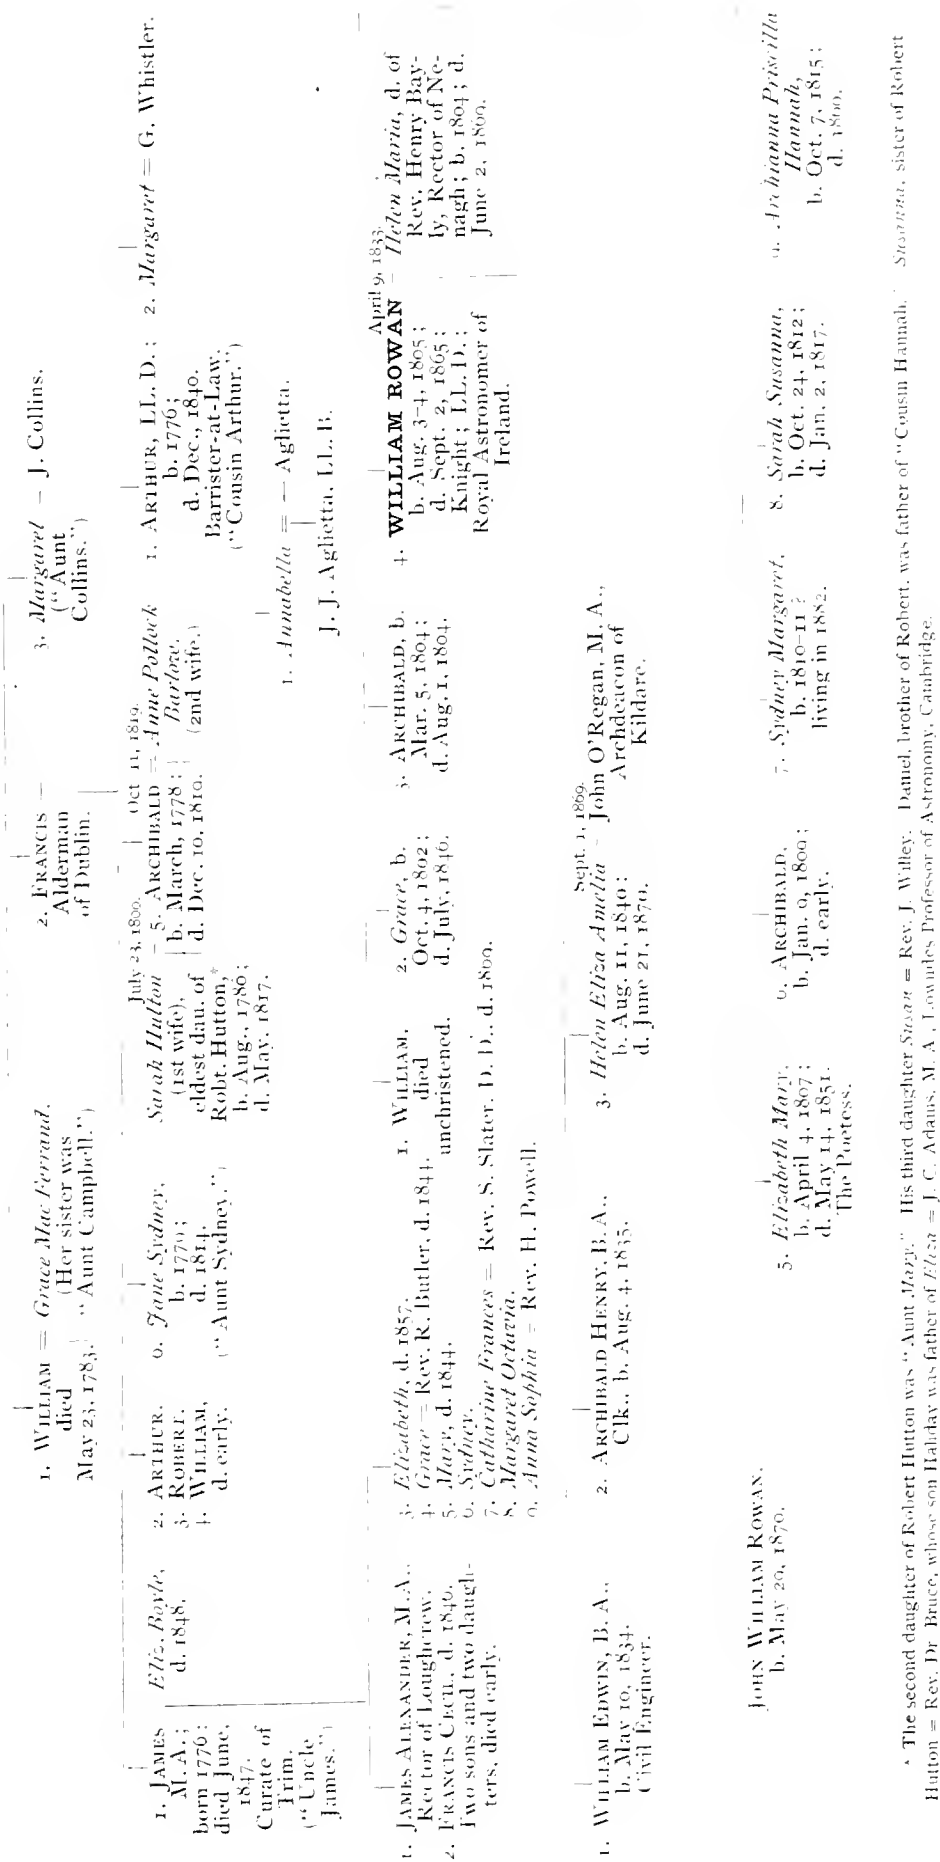 1. WILLIAM = Grace Mac Ferrand.
died (Her sister was
May 23, 1783. "Aunt Campbell.")
2. FRANCIS —
Alderman
of Dublin.
3. Margaret — J. Collins.
("Aunt
Collins.")
1. JAMES
M.A.;
born 1776;
died June,
1847.
Curate of
Trim.
("Uncle
James.")
Eliz. Boyle,
d. 1848.
2. ARTHUR.
3. ROBERT.
4. WILLIAM,
d. early.
6. Jane Sydney,
b. 1779;
d. 1814
("Aunt Sydney.")
July 23, 1800.
Sarah Hutton
(1st wife),
eldest dau. of
Robt. Hutton,*
b. Aug., 1780;
d. May, 1817.
= 5. ARCHIBALD =
b. March, 1778;
d. Dec. 10, 1819.
Oct 11, 1819.
Anne Pollock
Barlow.
(2nd wife.)
1. ARTHUR, LL. D.;
b. 1776;
d. Dec., 1840.
Barrister-at-Law.
("Cousin Arthur.")
2. Margaret = G. Whistler.
1. Annabella = — Aglietta.
J. J. Aglietta, LL. B.
1. JAMES ALEXANDER, M.A.,
Rector of Loughcrew.
2. FRANCIS CECIL, d. 1846.
Two sons and two daugh-
ters, died early.
3. Elizabeth, d. 1857.
4. Grace = Rev. R. Butler, d. 1844.
5. Mary, d. 1844.
6. Sydney.
7. Catharine Frances = Rev. S. Slater, D. D., d. 1860.
8. Margaret Octavia.
9. Anna Sophia = Rev. H. Powell.
1. WILLIAM,
died
unchristened.
2. Grace, b.
Oct. 4, 1802;
d. July, 1846.
3. ARCHIBALD, b.
Mar. 5, 1804;
d. Aug. 1, 1804.
April 9, 1833.
4. WILLIAM ROWAN =
b. Aug. 3-4, 1805;
d. Sept. 2, 1865;
Knight; LL. D.;
Royal Astronomer of
Ireland.
Helen Maria, d. of
Rev. Henry Bay-
ly, Rector of Ne-
nagh; b. 1804; d.
June 2, 1869.
1. WILLIAM EDWIN, B. A.,
b. May 10, 1834.
Civil Engineer.
2. ARCHIBALD HENRY, B. A.,
Clk., b. Aug. 4, 1835.
Sept. 1, 1869.
3. Helen Eliza Amelia =
b. Aug. 11, 1840;
d. June 21, 1870.
John O'Regan, M. A.,
Archdeacon of
Kildare.
JOHN WILLIAM ROWAN.
b. May 29, 1870.
5. Elizabeth Mary,
b. April 4, 1807;
d. May 14, 1851.
The Poetess.
6. ARCHIBALD,
b. Jan. 9, 1809;
d. early.
7. Sydney Margaret,
b. 1810-11?
living in 1882.
8. Sarah Susanna,
b. Oct. 24, 1812;
d. Jan. 2, 1817.
9. Archianna Priscilla
Hannah,
b. Oct. 7, 1815;
d. 1860.
* The second daughter of Robert Hutton was "Aunt Mary." His third daughter Susan = Rev. J. Willey. Daniel, brother of Robert, was father of "Cousin Hannah." Susanna, sister of Robert
Hutton = Rev. Dr Bruce, whose son Haliday was father of Eliza = J. C. Adams, M. A., Lowndes Professor of Astronomy, Cambridge.